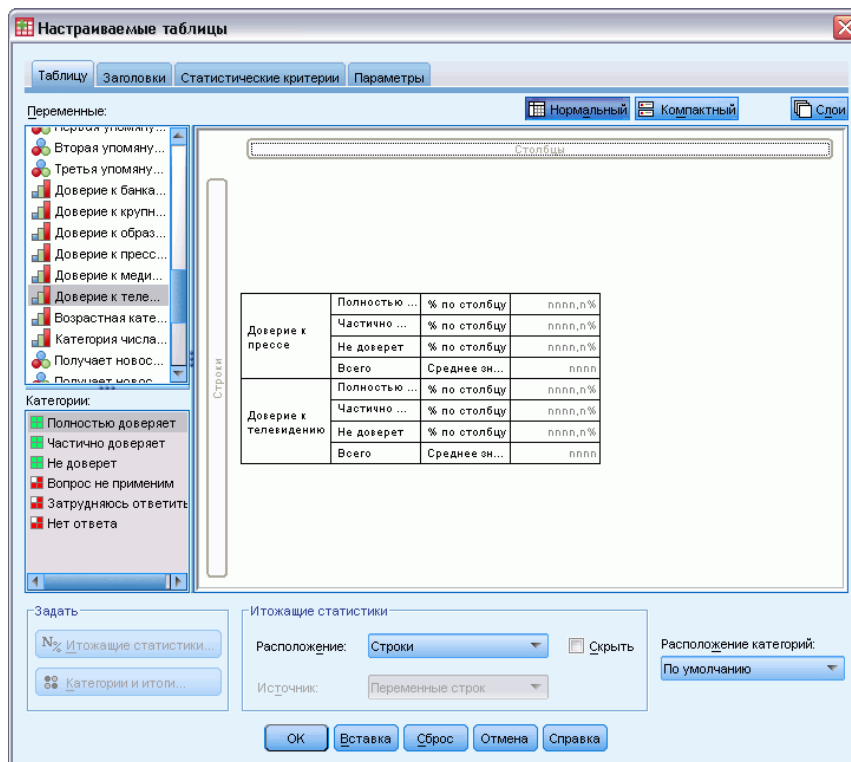 Настраиваемые таблицы
Таблицу Заголовки Статистические критерии Параметры
Переменные:
Нормальный Компактный Слои
Первая упомяну...
Вторая упомяну...
Третья упомяну...
Доверие к банка...
Доверие к крупн...
Доверие к образ...
Доверие к пресс...
Доверие к меди...
Доверие к теле...
Возрастная кате...
Категория числа...
Получает новос...
Получает новос...
Категории:
Полностью доверяет
Частично доверяет
Не доверет
Вопрос не применим
Затрудняюсь ответить
Нет ответа
Столбцы
Строки
Доверие к прессе
Полностью ... % по столбцу nnnn,n%
Частично ... % по столбцу nnnn,n%
Не доверет % по столбцу nnnn,n%
Всего Среднее зн... nnnn
Доверие к телевидению
Полностью ... % по столбцу nnnn,n%
Частично ... % по столбцу nnnn,n%
Не доверет % по столбцу nnnn,n%
Всего Среднее зн... nnnn
Задать
N% Итожащие статистики...
Категории и итоги...
Итожащие статистики
Расположение: Строки Скрыть
Источник: Переменные строк
Расположение категорий:
По умолчанию
OK Вставка Сброс Отмена Справка